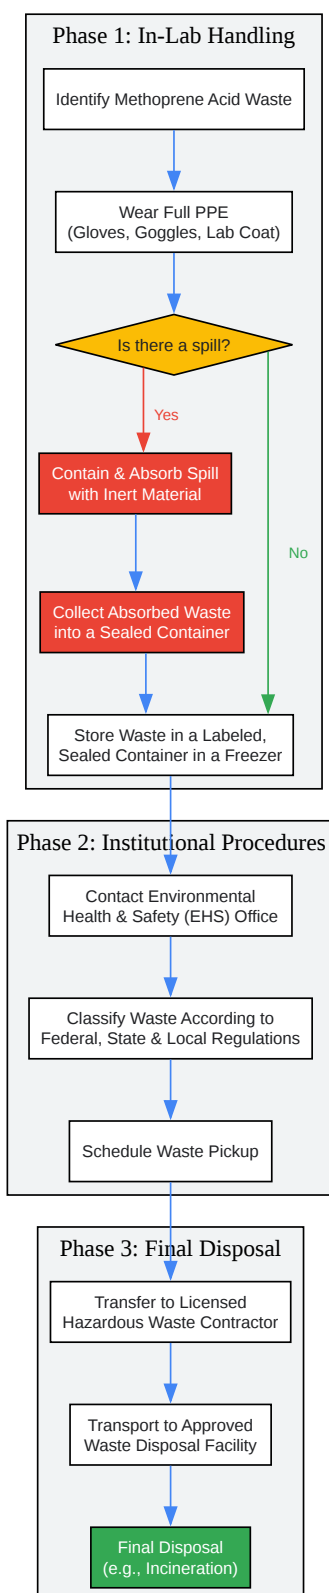 Phase 1: In-Lab Handling
Identify Methoprene Acid Waste
Wear Full PPE
(Gloves, Goggles, Lab Coat)
Is there a spill?
Yes
Contain & Absorb Spill
with Inert Material
No
Collect Absorbed Waste
into a Sealed Container
Store Waste in a Labeled,
Sealed Container in a Freezer
Phase 2: Institutional Procedures
Contact Environmental
Health & Safety (EHS) Office
Classify Waste According to
Federal, State & Local Regulations
Schedule Waste Pickup
Phase 3: Final Disposal
Transfer to Licensed
Hazardous Waste Contractor
Transport to Approved
Waste Disposal Facility
Final Disposal
(e.g., Incineration)